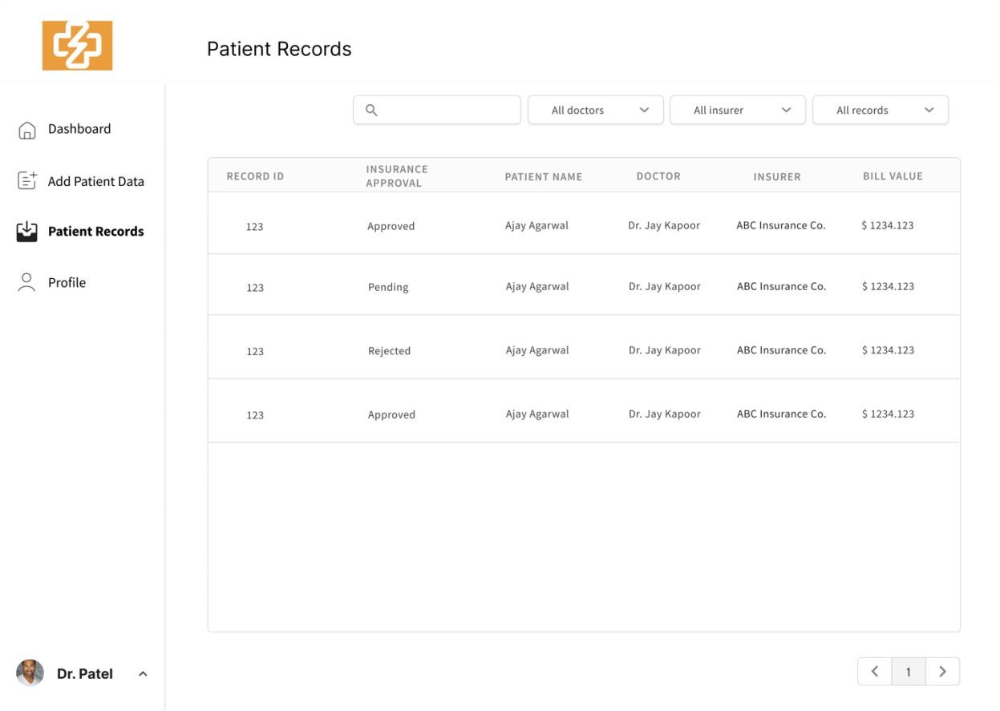 Patient Records
All doctors All insurer All records
Dashboard
Add Patient Data
Patient Records
Profile
RECORD ID INSURANCE APPROVAL PATIENT NAME DOCTOR INSURER BILL VALUE
123 Approved Ajay Agarwal Dr. Jay Kapoor ABC Insurance Co. $ 1234.123
123 Pending Ajay Agarwal Dr. Jay Kapoor ABC Insurance Co. $ 1234.123
123 Rejected Ajay Agarwal Dr. Jay Kapoor ABC Insurance Co. $ 1234.123
123 Approved Ajay Agarwal Dr. Jay Kapoor ABC Insurance Co. $ 1234.123
Dr. Patel
1